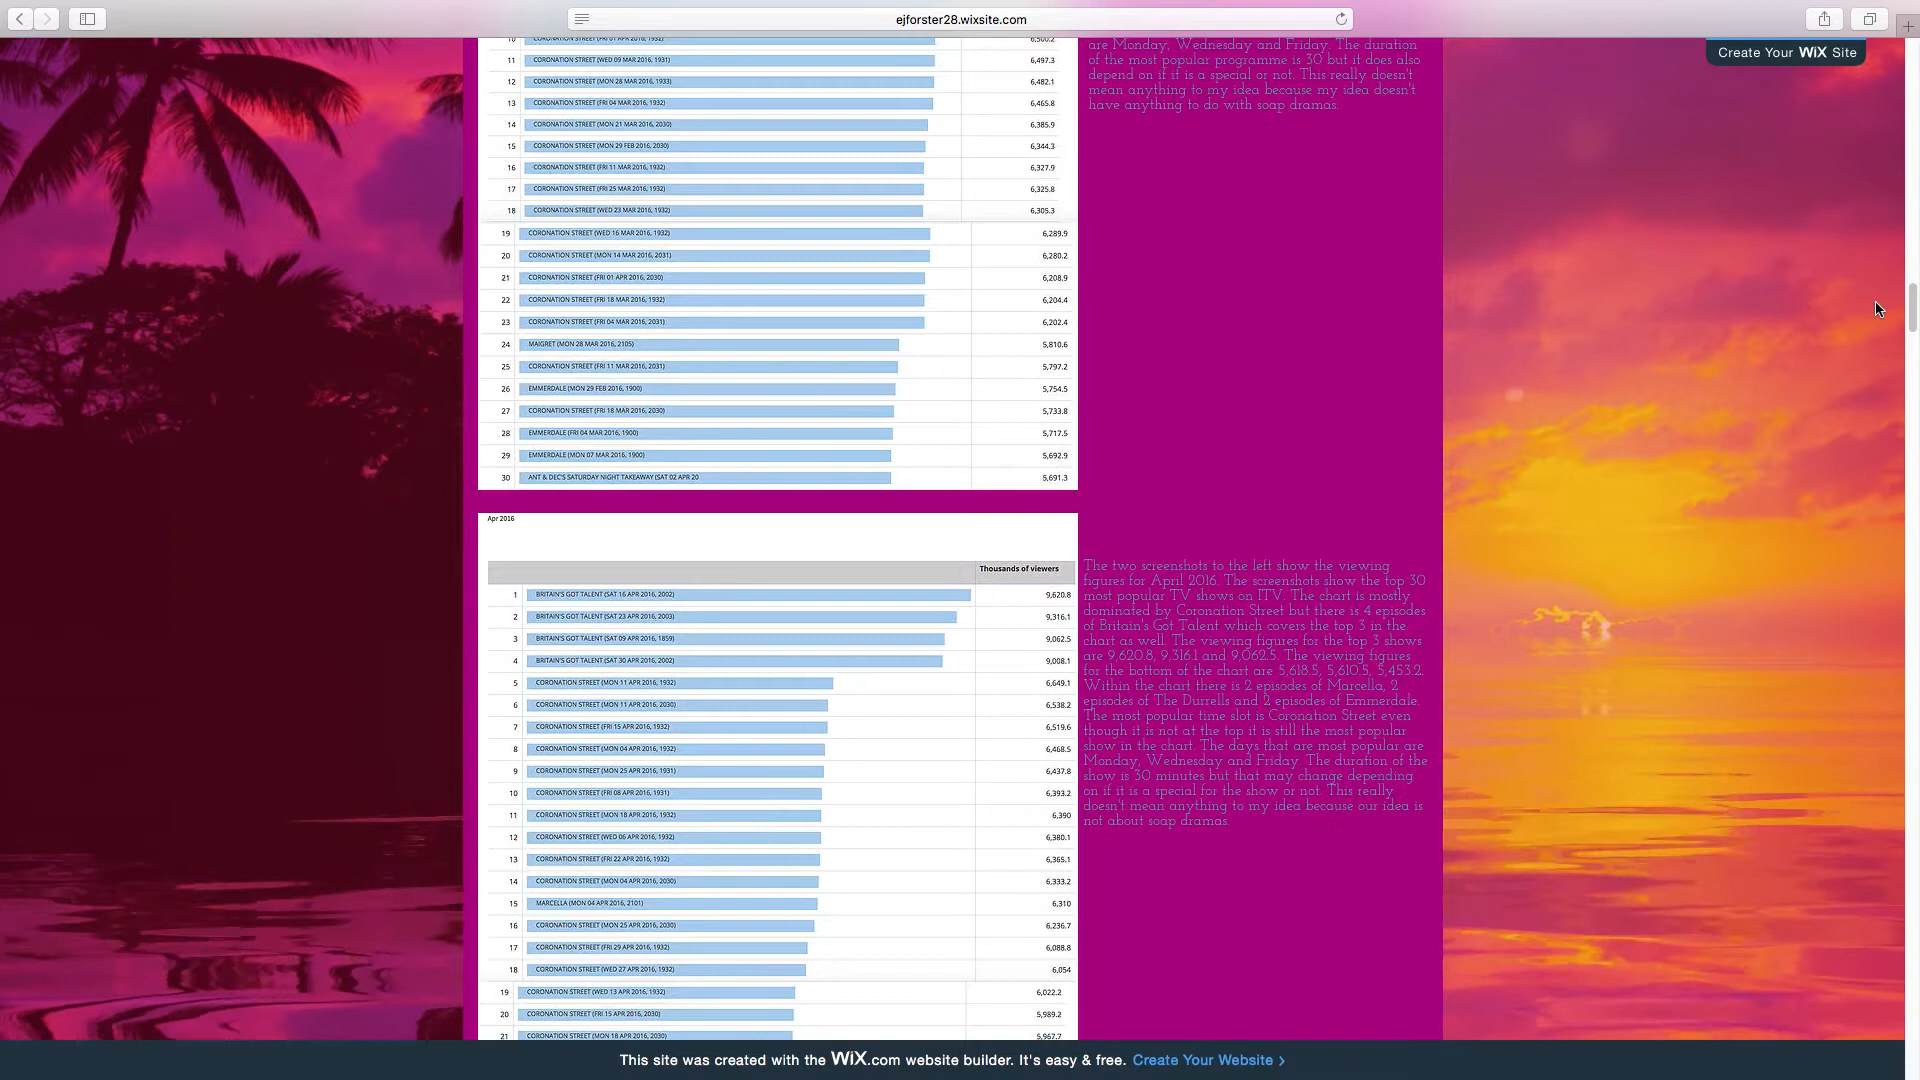 ejforster28.wixsite.com
Create Your WiX Site
10 CORONATION STREET (FRI 01 APR 2016, 1932) 6,500.2
11 CORONATION STREET (WED 09 MAR 2016, 1931) 6,497.3
12 CORONATION STREET (MON 28 MAR 2016, 1933) 6,482.1
13 CORONATION STREET (FRI 04 MAR 2016, 1932) 6,465.8
14 CORONATION STREET (MON 21 MAR 2016, 2030) 6,385.9
15 CORONATION STREET (MON 29 FEB 2016, 2030) 6,344.3
16 CORONATION STREET (FRI 11 MAR 2016, 1932) 6,327.9
17 CORONATION STREET (FRI 25 MAR 2016, 1932) 6,325.8
18 CORONATION STREET (WED 23 MAR 2016, 1932) 6,305.3
19 CORONATION STREET (WED 16 MAR 2016, 1932) 6,289.9
20 CORONATION STREET (MON 14 MAR 2016, 2031) 6,280.2
21 CORONATION STREET (FRI 01 APR 2016, 2030) 6,208.9
22 CORONATION STREET (FRI 18 MAR 2016, 1932) 6,204.4
23 CORONATION STREET (FRI 04 MAR 2016, 2031) 6,202.4
24 MAIGRET (MON 28 MAR 2016, 2105) 5,810.6
25 CORONATION STREET (FRI 11 MAR 2016, 2031) 5,797.2
26 EMMERDALE (MON 29 FEB 2016, 1900) 5,754.5
27 CORONATION STREET (FRI 18 MAR 2016, 2030) 5,733.8
28 EMMERDALE (FRI 04 MAR 2016, 1900) 5,717.5
29 EMMERDALE (MON 07 MAR 2016, 1900) 5,692.9
30 ANT & DEC'S SATURDAY NIGHT TAKEAWAY (SAT 02 APR 20 5,691.3
are Monday, Wednesday and Friday. The duration
of the most popular programme is 30 but it does also
depend on if it is a special or not. This really doesn't
mean anything to my idea because my idea doesn't
have anything to do with soap dramas.
Apr 2016
Thousands of viewers
1 BRITAIN'S GOT TALENT (SAT 16 APR 2016, 2002) 9,620.8
2 BRITAIN'S GOT TALENT (SAT 23 APR 2016, 2003) 9,316.1
3 BRITAIN'S GOT TALENT (SAT 09 APR 2016, 1859) 9,062.5
4 BRITAIN'S GOT TALENT (SAT 30 APR 2016, 2002) 9,008.1
5 CORONATION STREET (MON 11 APR 2016, 1932) 6,649.1
6 CORONATION STREET (MON 11 APR 2016, 2030) 6,538.2
7 CORONATION STREET (FRI 15 APR 2016, 1932) 6,519.6
8 CORONATION STREET (MON 04 APR 2016, 1932) 6,468.5
9 CORONATION STREET (MON 25 APR 2016, 1931) 6,437.8
10 CORONATION STREET (FRI 08 APR 2016, 1931) 6,393.2
11 CORONATION STREET (MON 18 APR 2016, 1932) 6,390
12 CORONATION STREET (WED 06 APR 2016, 1932) 6,380.1
13 CORONATION STREET (FRI 22 APR 2016, 1932) 6,365.1
14 CORONATION STREET (MON 04 APR 2016, 2030) 6,333.2
15 MARCELLA (MON 04 APR 2016, 2101) 6,310
16 CORONATION STREET (MON 25 APR 2016, 2030) 6,236.7
17 CORONATION STREET (FRI 29 APR 2016, 1932) 6,088.8
18 CORONATION STREET (WED 27 APR 2016, 1932) 6,054
19 CORONATION STREET (WED 13 APR 2016, 1932) 6,022.2
20 CORONATION STREET (FRI 15 APR 2016, 2030) 5,989.2
21 CORONATION STREET (MON 18 APR 2016, 2030) 5,967.7
The two screenshots to the left show the viewing
figures for April 2016. The screenshots show the top 30
most popular TV shows on ITV. The chart is mostly
dominated by Coronation Street but there is 4 episodes
of Britain's Got Talent which covers the top 3 in the
chart as well. The viewing figures for the top 3 shows
are 9,620.8, 9,316.1 and 9,062.5. The viewing figures
for the bottom of the chart are 5,618.5, 5,610.5, 5,453.2.
Within the chart there is 2 episodes of Marcella, 2
episodes of The Durrells and 2 episodes of Emmerdale.
The most popular time slot is Coronation Street even
though it is not at the top it is still the most popular
show in the chart. The days that are most popular are
Monday, Wednesday and Friday. The duration of the
show is 30 minutes but that may change depending
on if it is a special for the show or not. This really
doesn't mean anything to my idea because our idea is
not about soap dramas.
This site was created with the WiX.com website builder. It's easy & free. Create Your Website >